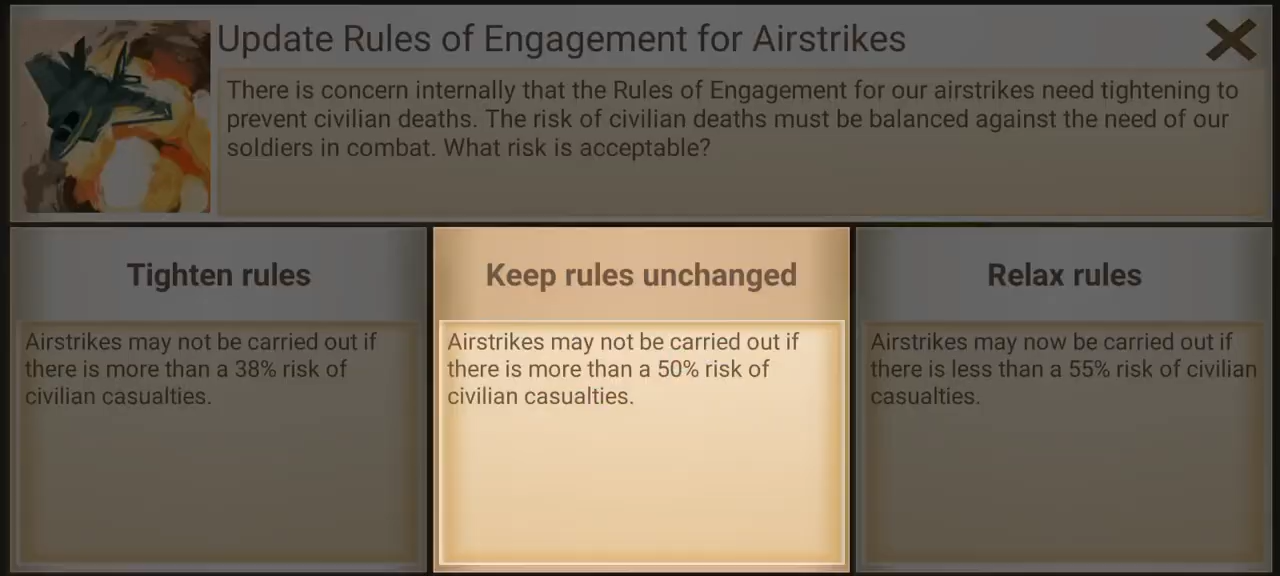 Update Rules of Engagement for Airstrikes
There is concern internally that the Rules of Engagement for our airstrikes need tightening to
prevent civilian deaths. The risk of civilian deaths must be balanced against the need of our
soldiers in combat. What risk is acceptable?
Tighten rules
Airstrikes may not be carried out if
there is more than a 38% risk of
civilian casualties.
Keep rules unchanged
Airstrikes may not be carried out if
there is more than a 50% risk of
civilian casualties.
Relax rules
Airstrikes may now be carried out if
there is less than a 55% risk of civilian
casualties.